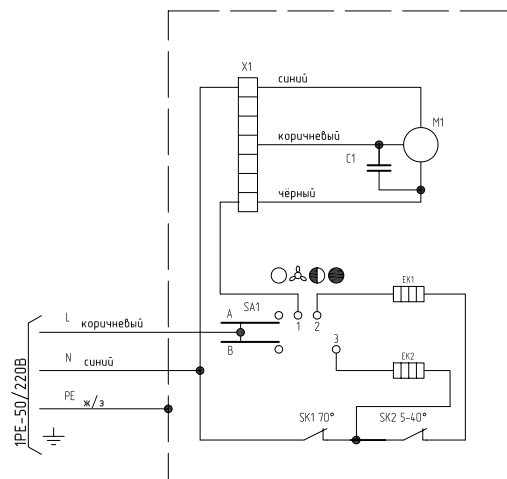 X1
синий
M1
коричневый
C1
чёрный
SA1
EK1
A
1
2
L
коричневый
B
3
N
синий
EK2
PE
ж/з
SK1 70°
SK2 5-40°
1PE-50/220В